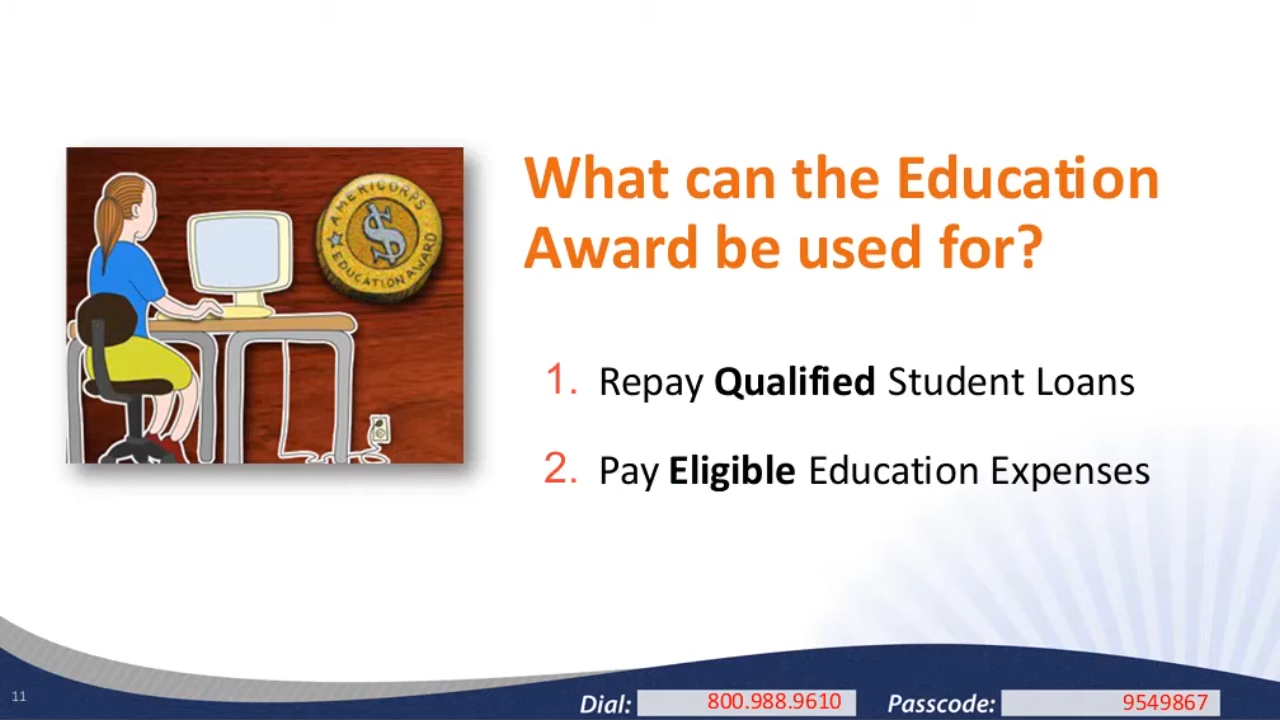 AMERICORPS
EDUCATION AWARD
What can the Education
Award be used for?
1. Repay Qualified Student Loans
2. Pay Eligible Education Expenses
11
Dial: 800.988.9610 Passcode: 9549867